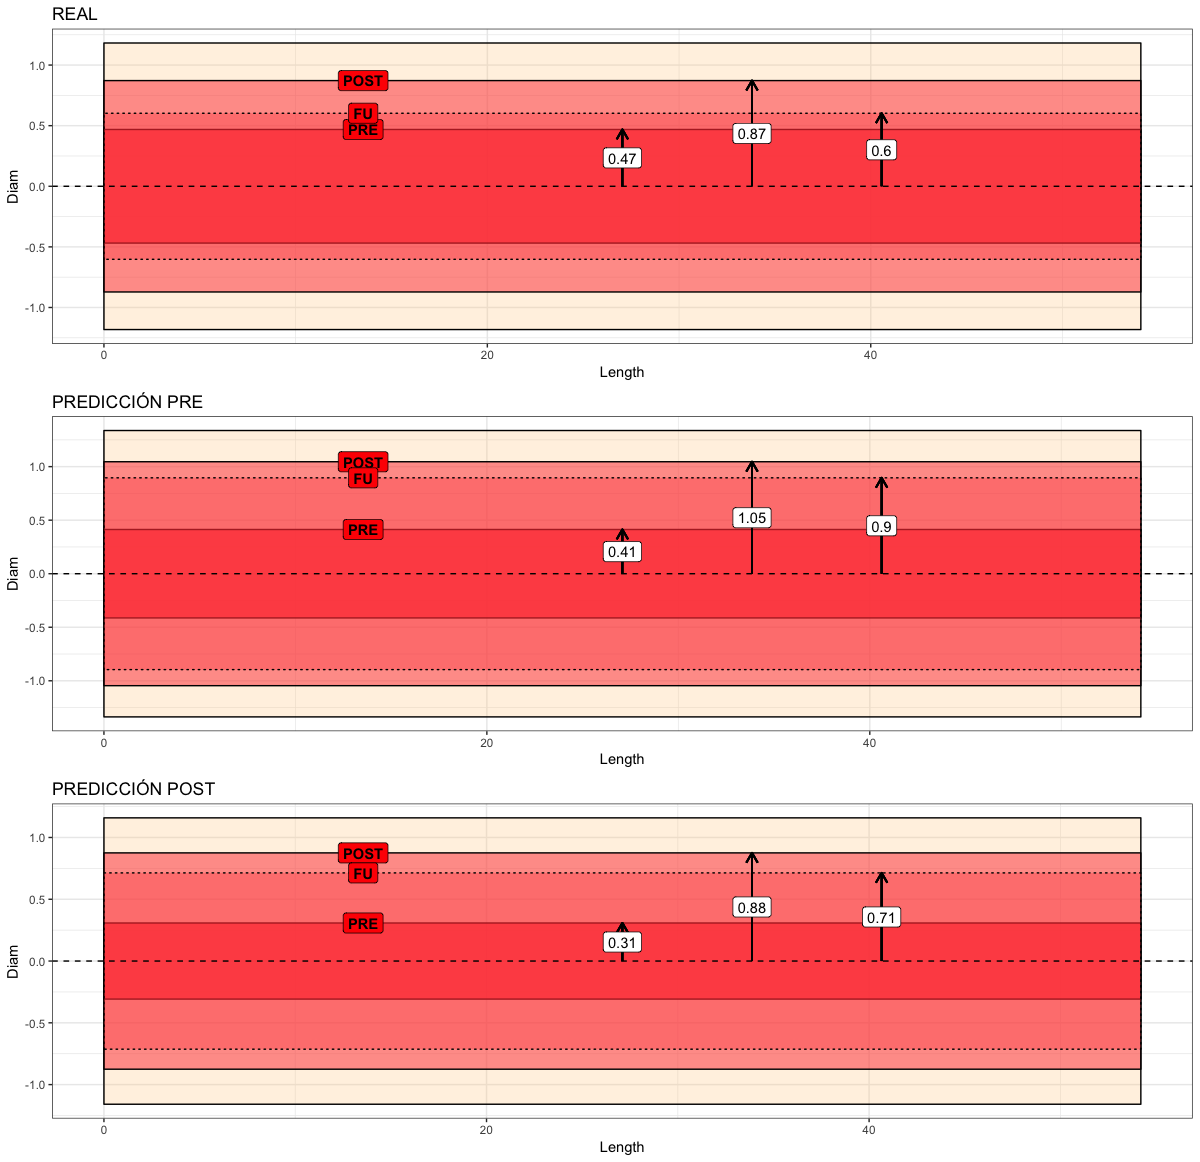 REAL
1.0
0.5
0.0
-0.5
-1.0
Diam
POST
FU
PRE
0.47
0.87
0.6
0
20
40
Length
PREDICCIÓN PRE
1.0
0.5
0.0
-0.5
-1.0
Diam
POST
FU
PRE
0.41
1.05
0.9
0
20
40
Length
PREDICCIÓN POST
1.0
0.5
0.0
-0.5
-1.0
Diam
POST
FU
PRE
0.31
0.88
0.71
0
20
40
Length